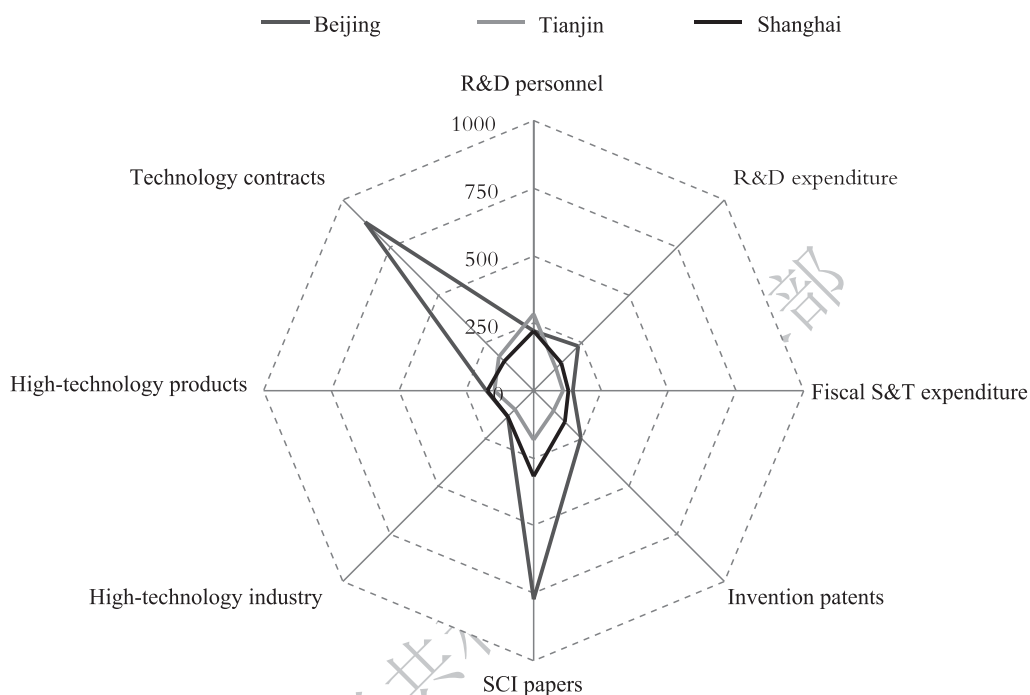 Beijing
Tianjin
Shanghai
R&D personnel
1000
Technology contracts
R&D expenditure
750
500
部
250
High-technology products
0
Fiscal S&T expenditure
High-technology industry
Invention patents
共
SCI papers